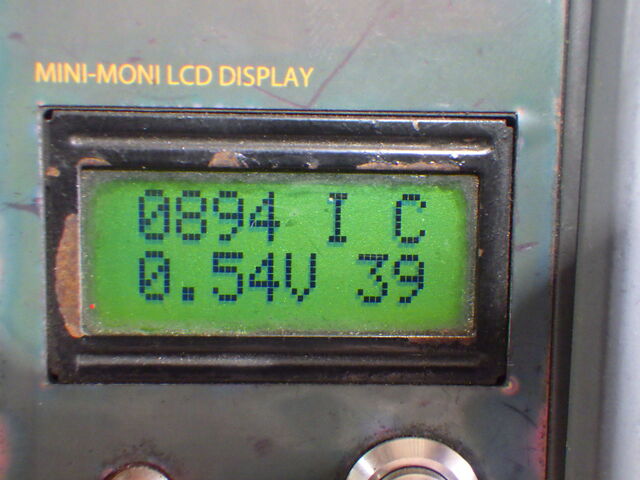 MINI-MONI LCD DISPLAY
0894 I C
0.54V 39